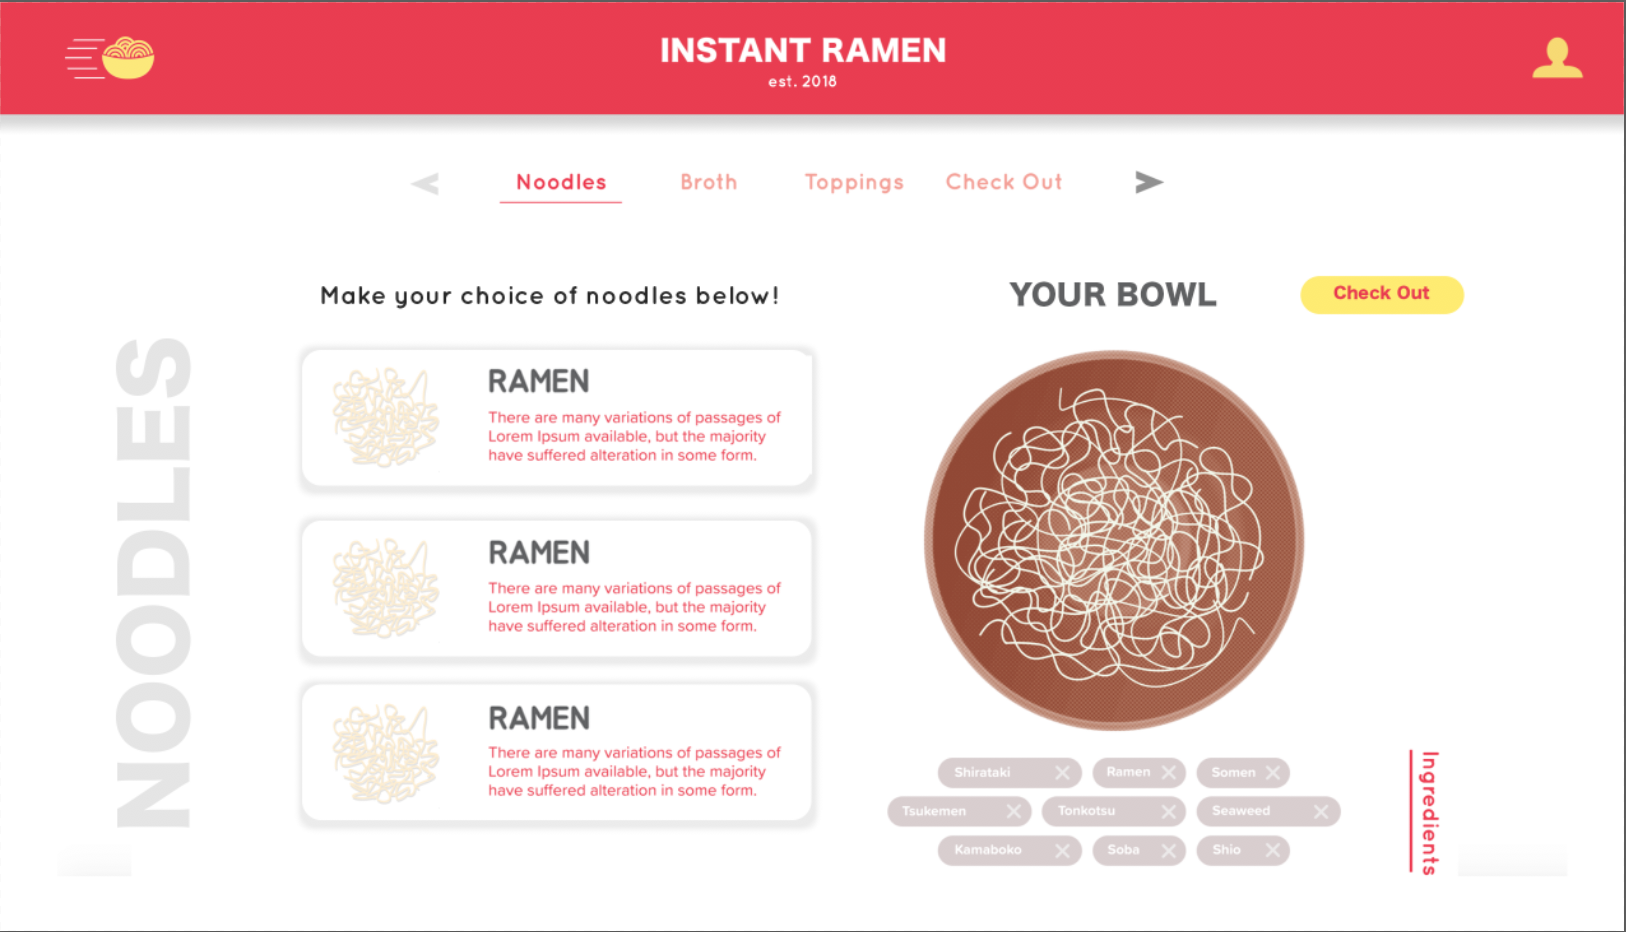 INSTANT RAMEN
est. 2018
Noodles Broth Toppings Check Out
Make your choice of noodles below!
YOUR BOWL
Check Out
NOODLES
RAMEN
There are many variations of passages of
Lorem Ipsum available, but the majority
have suffered alteration in some form.
RAMEN
There are many variations of passages of
Lorem Ipsum available, but the majority
have suffered alteration in some form.
RAMEN
There are many variations of passages of
Lorem Ipsum available, but the majority
have suffered alteration in some form.
Shirataki Ramen Somen
Tsukemen Tonkotsu Seaweed
Kamaboko Soba Shio
Ingredients